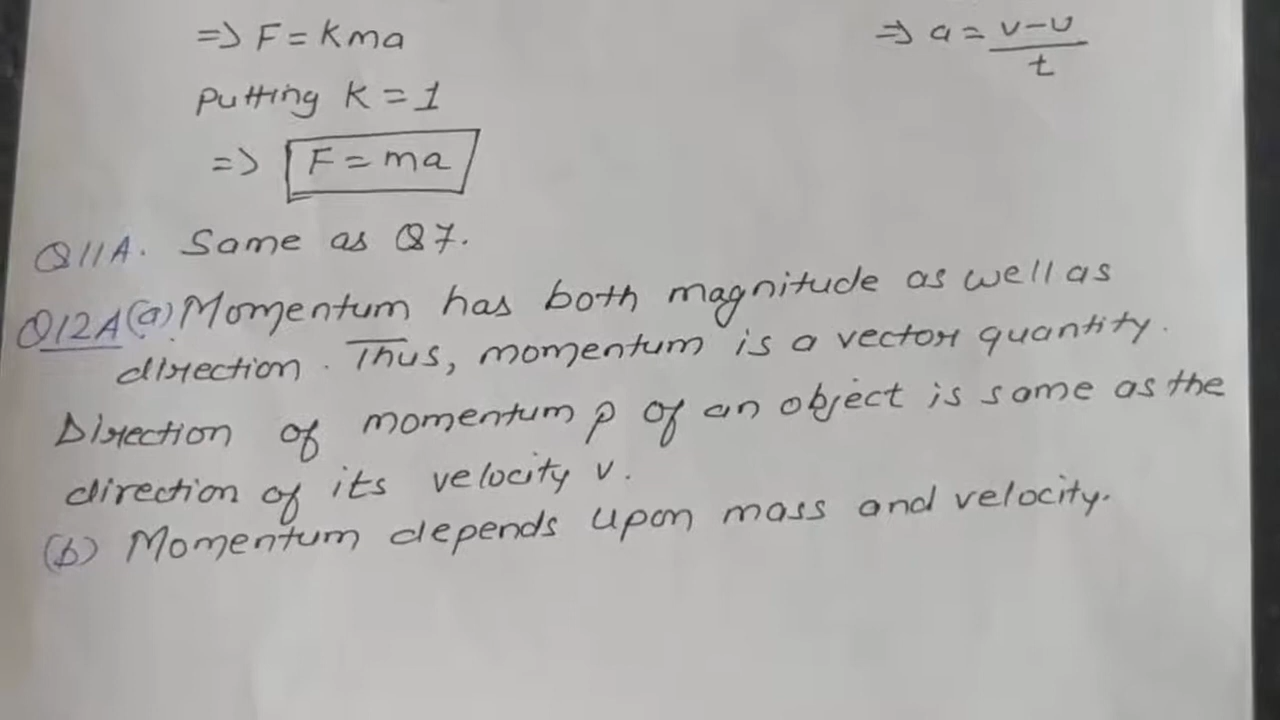 => F = Kma
=> a = v-u/t
Putting K = 1
=> F = ma
Q11A. Same as Q7.
Q12A (a) Momentum has both magnitude as well as
direction. Thus, momentum is a vector quantity.
Direction of momentum p of an object is same as the
direction of its velocity v.
(b) Momentum depends upon mass and velocity.